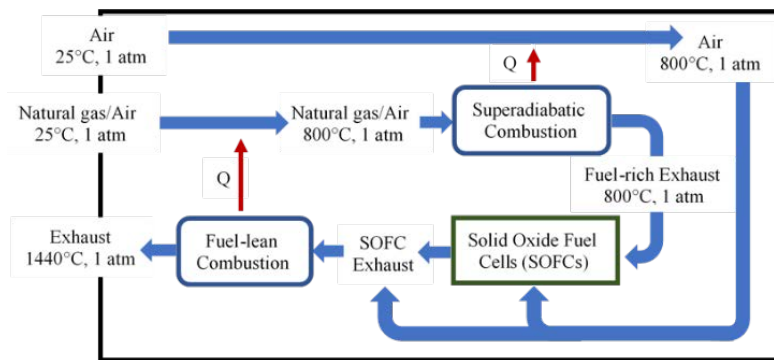 Air
25°C, 1 atm
Air
800°C, 1 atm
Q
Natural gas/Air
25°C, 1 atm
Natural gas/Air
800°C, 1 atm
Superadiabatic
Combustion
Q
Fuel-rich Exhaust
800°C, 1 atm
Exhaust
1440°C, 1 atm
Fuel-lean
Combustion
SOFC
Exhaust
Solid Oxide Fuel
Cells (SOFCs)